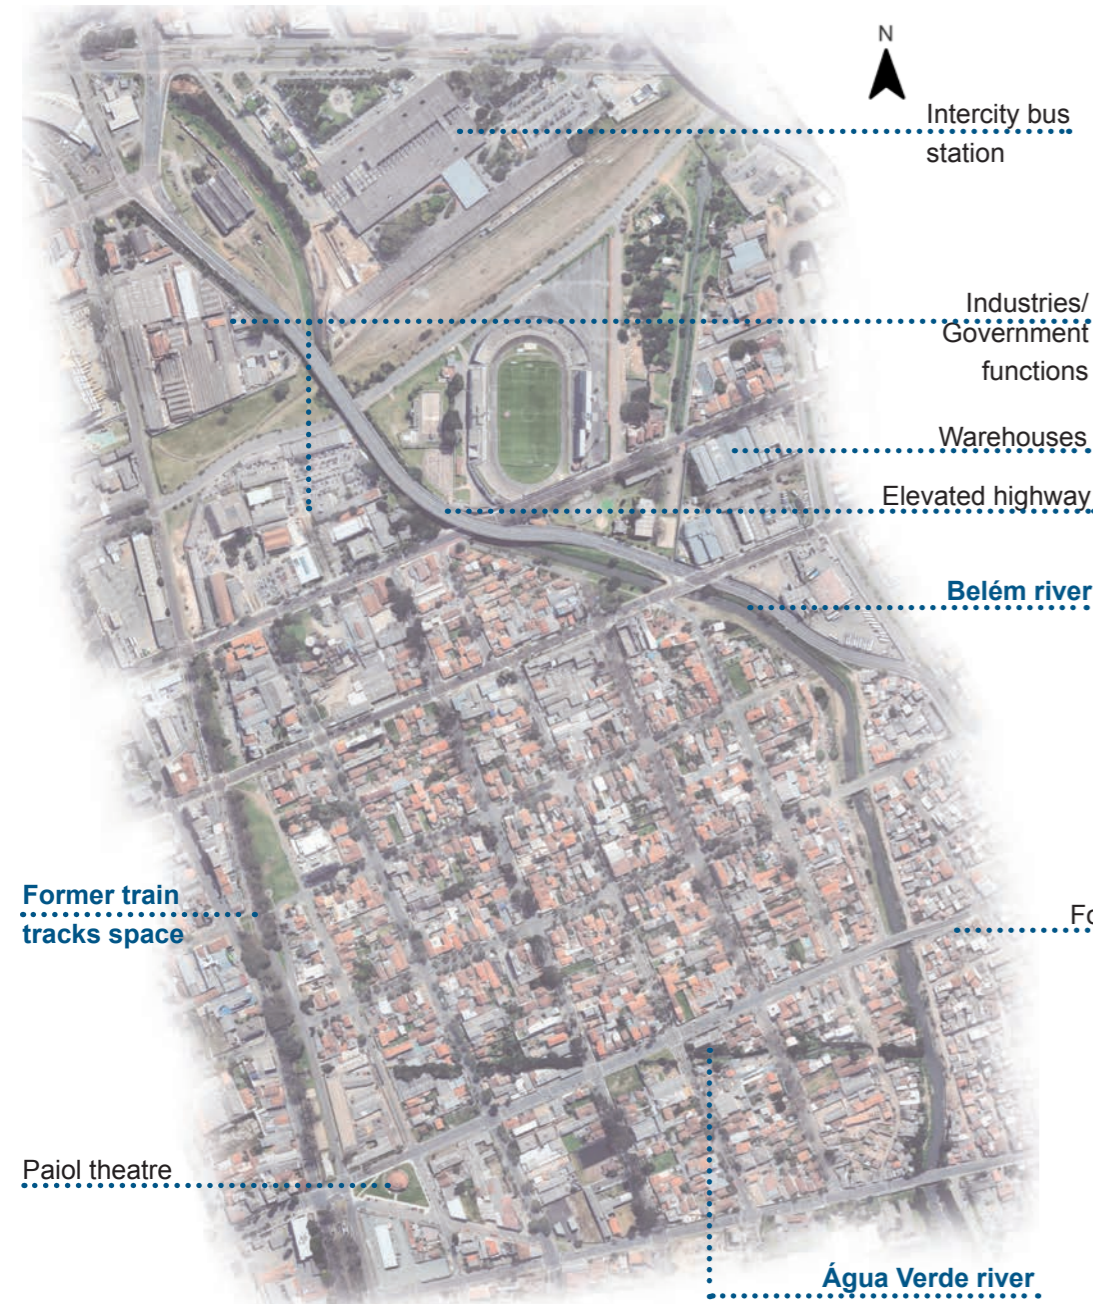 N
Intercity bus
station
Industries/
Government
functions
Warehouses
Elevated highway
Belém river
Former train
tracks space
Paiol theatre
Água Verde river